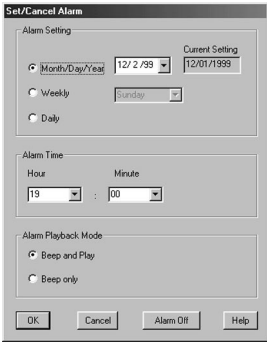 Set/Cancel Alarm
Alarm Setting
Current Setting
Month/Day/Year
12/ 2 /99
12/01/1999
Weekly
Sunday
Daily
Alarm Time
Hour
Minute
19
:
00
Alarm Playback Mode
Beep and Play
Beep only
OK
Cancel
Alarm Off
Help